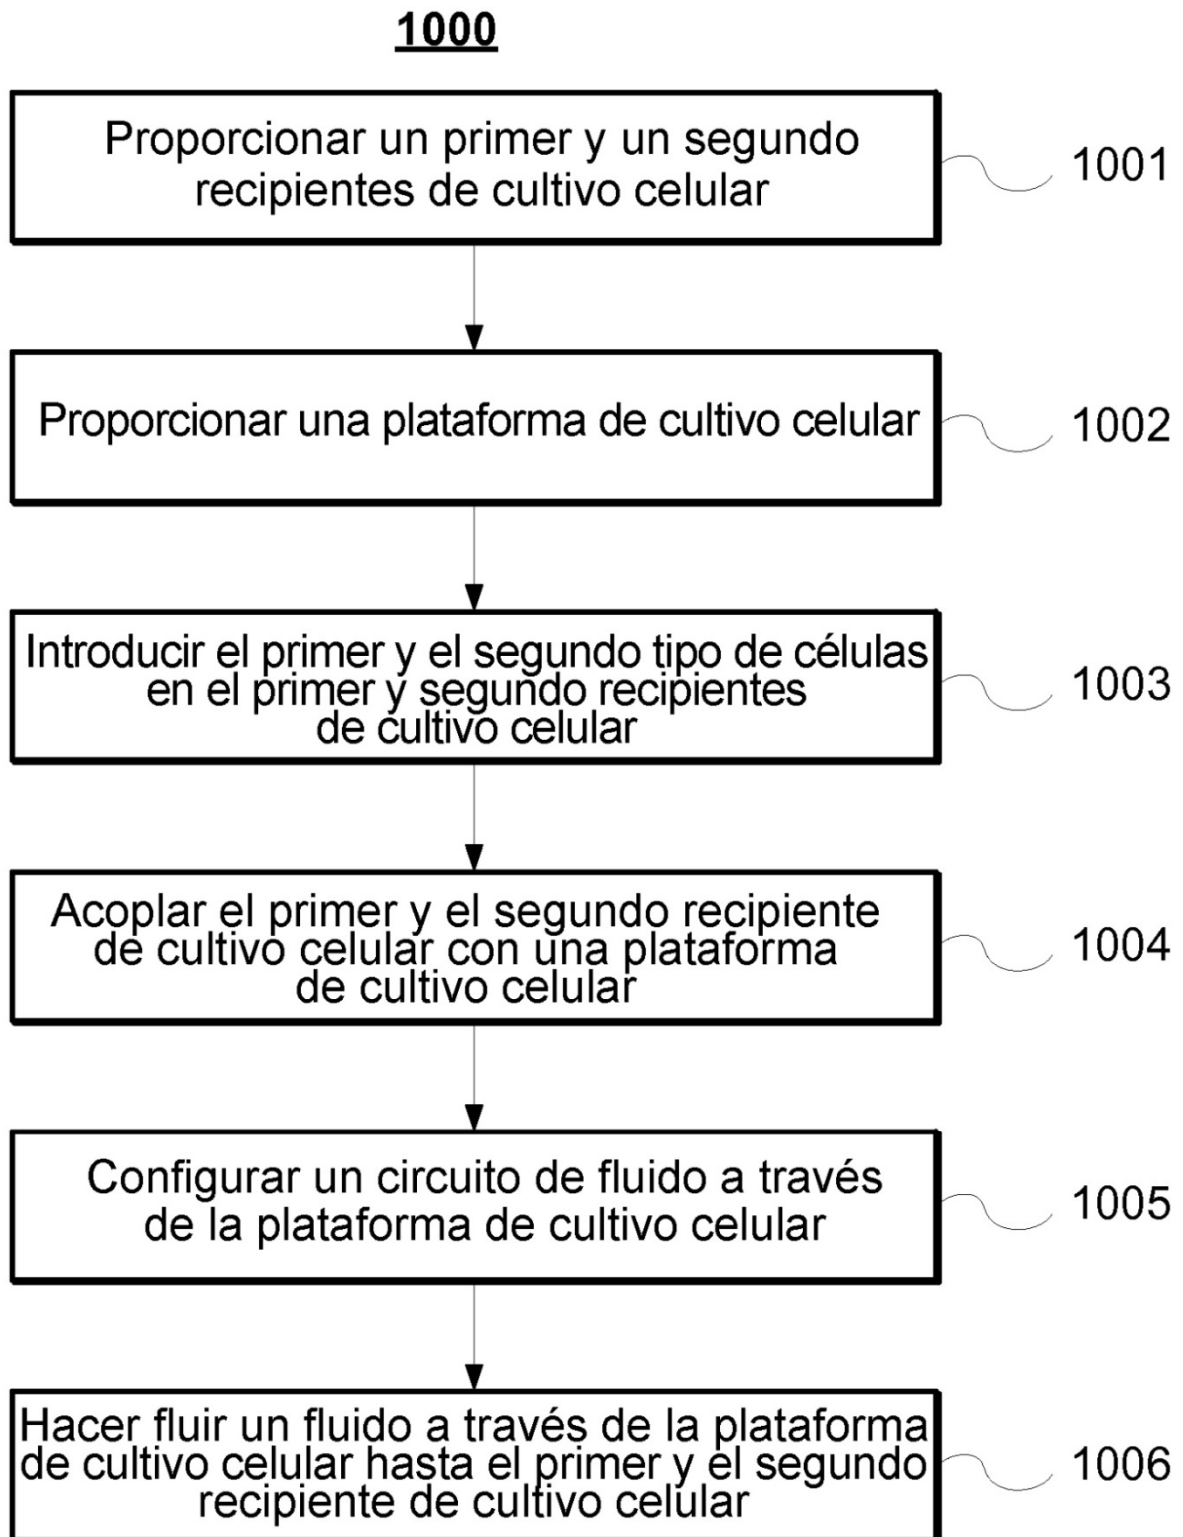 1000
Proporcionar un primer y un segundo
recipientes de cultivo celular
1001
Proporcionar una plataforma de cultivo celular
1002
Introducir el primer y el segundo tipo de células
en el primer y segundo recipientes
de cultivo celular
1003
Acoplar el primer y el segundo recipiente
de cultivo celular con una plataforma
de cultivo celular
1004
Configurar un circuito de fluido a través
de la plataforma de cultivo celular
1005
Hacer fluir un fluido a través de la plataforma
de cultivo celular hasta el primer y el segundo
recipiente de cultivo celular
1006